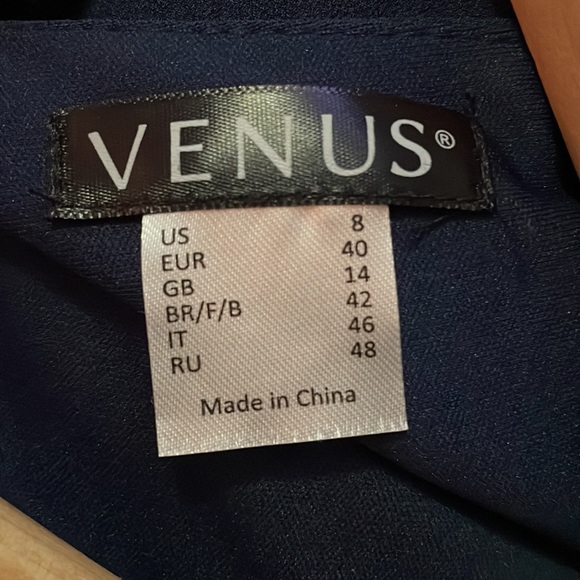 VENUS®
US 8
EUR 40
GB 14
BR/F/B 42
IT 46
RU 48
Made in China